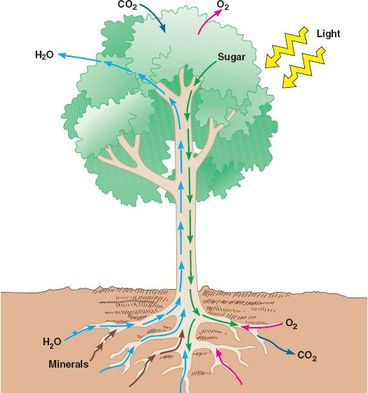 CO₂
O₂
Light
H₂O
Sugar
O₂
H₂O
CO₂
Minerals